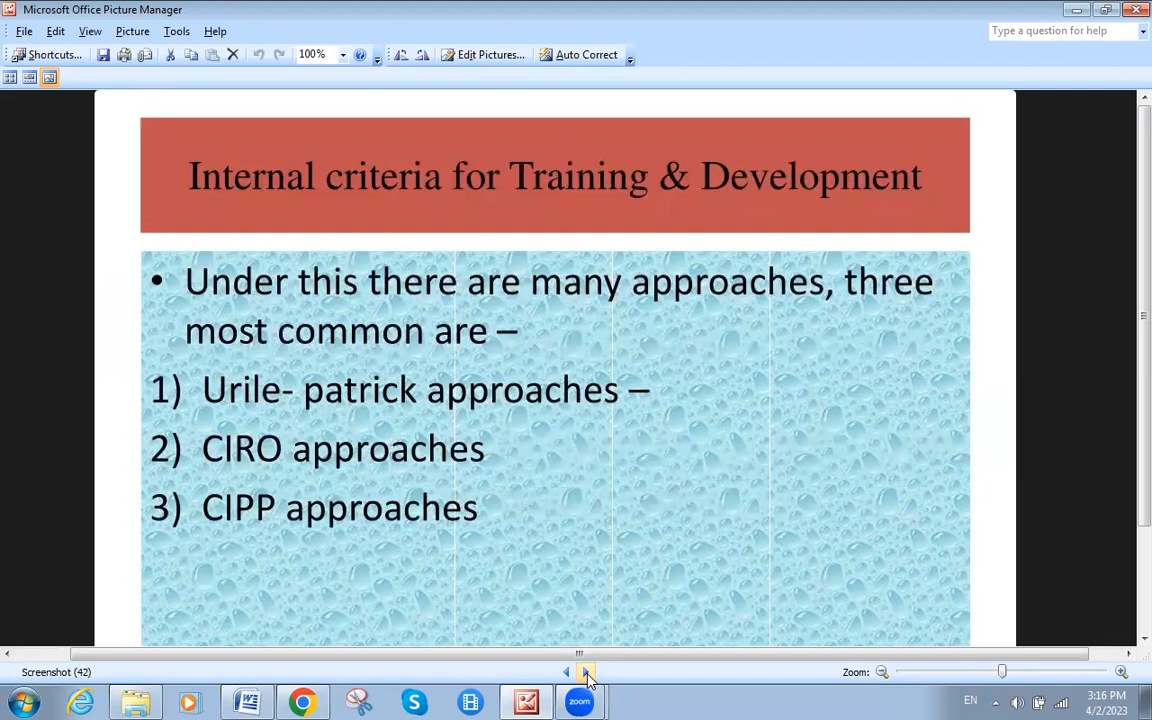 Microsoft Office Picture Manager
File Edit View Picture Tools Help
Type a question for help
Shortcuts... 100% Edit Pictures... Auto Correct
Internal criteria for Training & Development
• Under this there are many approaches, three
most common are –
1) Urile- patrick approaches –
2) CIRO approaches
3) CIPP approaches
Screenshot (42) Zoom:
zoom
EN
3:16 PM
4/2/2023